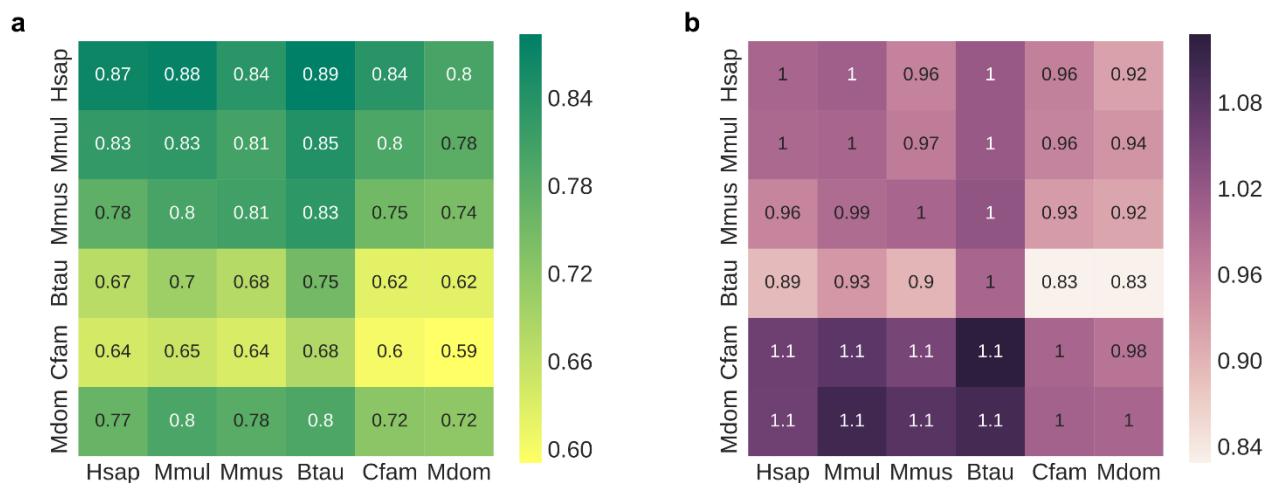 a
Hsap 0.87 0.88 0.84 0.89 0.84 0.8
Mmul 0.83 0.83 0.81 0.85 0.8 0.78
Mmus 0.78 0.8 0.81 0.83 0.75 0.74
Btau 0.67 0.7 0.68 0.75 0.62 0.62
Cfam 0.64 0.65 0.64 0.68 0.6 0.59
Mdom 0.77 0.8 0.78 0.8 0.72 0.72
Hsap Mmul Mmus Btau Cfam Mdom
0.84
0.78
0.72
0.66
0.60
b
Hsap 1 1 0.96 1 0.96 0.92
Mmul 1 1 0.97 1 0.96 0.94
Mmus 0.96 0.99 1 1 0.93 0.92
Btau 0.89 0.93 0.9 1 0.83 0.83
Cfam 1.1 1.1 1.1 1.1 1 0.98
Mdom 1.1 1.1 1.1 1.1 1 1
Hsap Mmul Mmus Btau Cfam Mdom
1.08
1.02
0.96
0.90
0.84